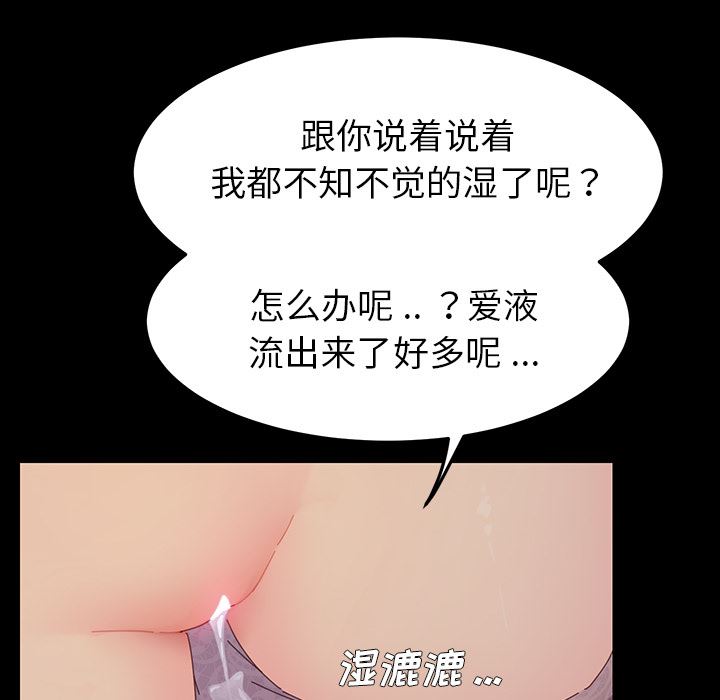 跟你说着说着
我都不知不觉的湿了呢？
怎么办呢 .. ？爱液
流出来了好多呢 ...
湿漉漉 ...